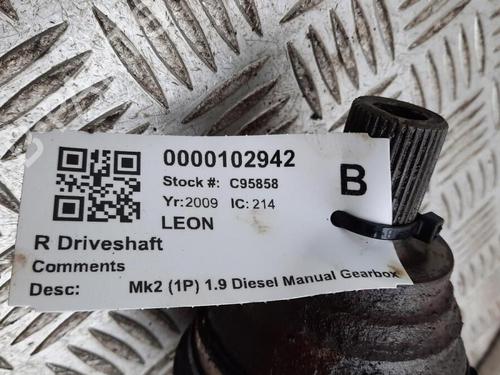 0000102942
Stock #: C95858
B
Yr:2009 IC:214
LEON
R Driveshaft
Comments
Desc: Mk2 (1P) 1.9 Diesel Manual Gearbox